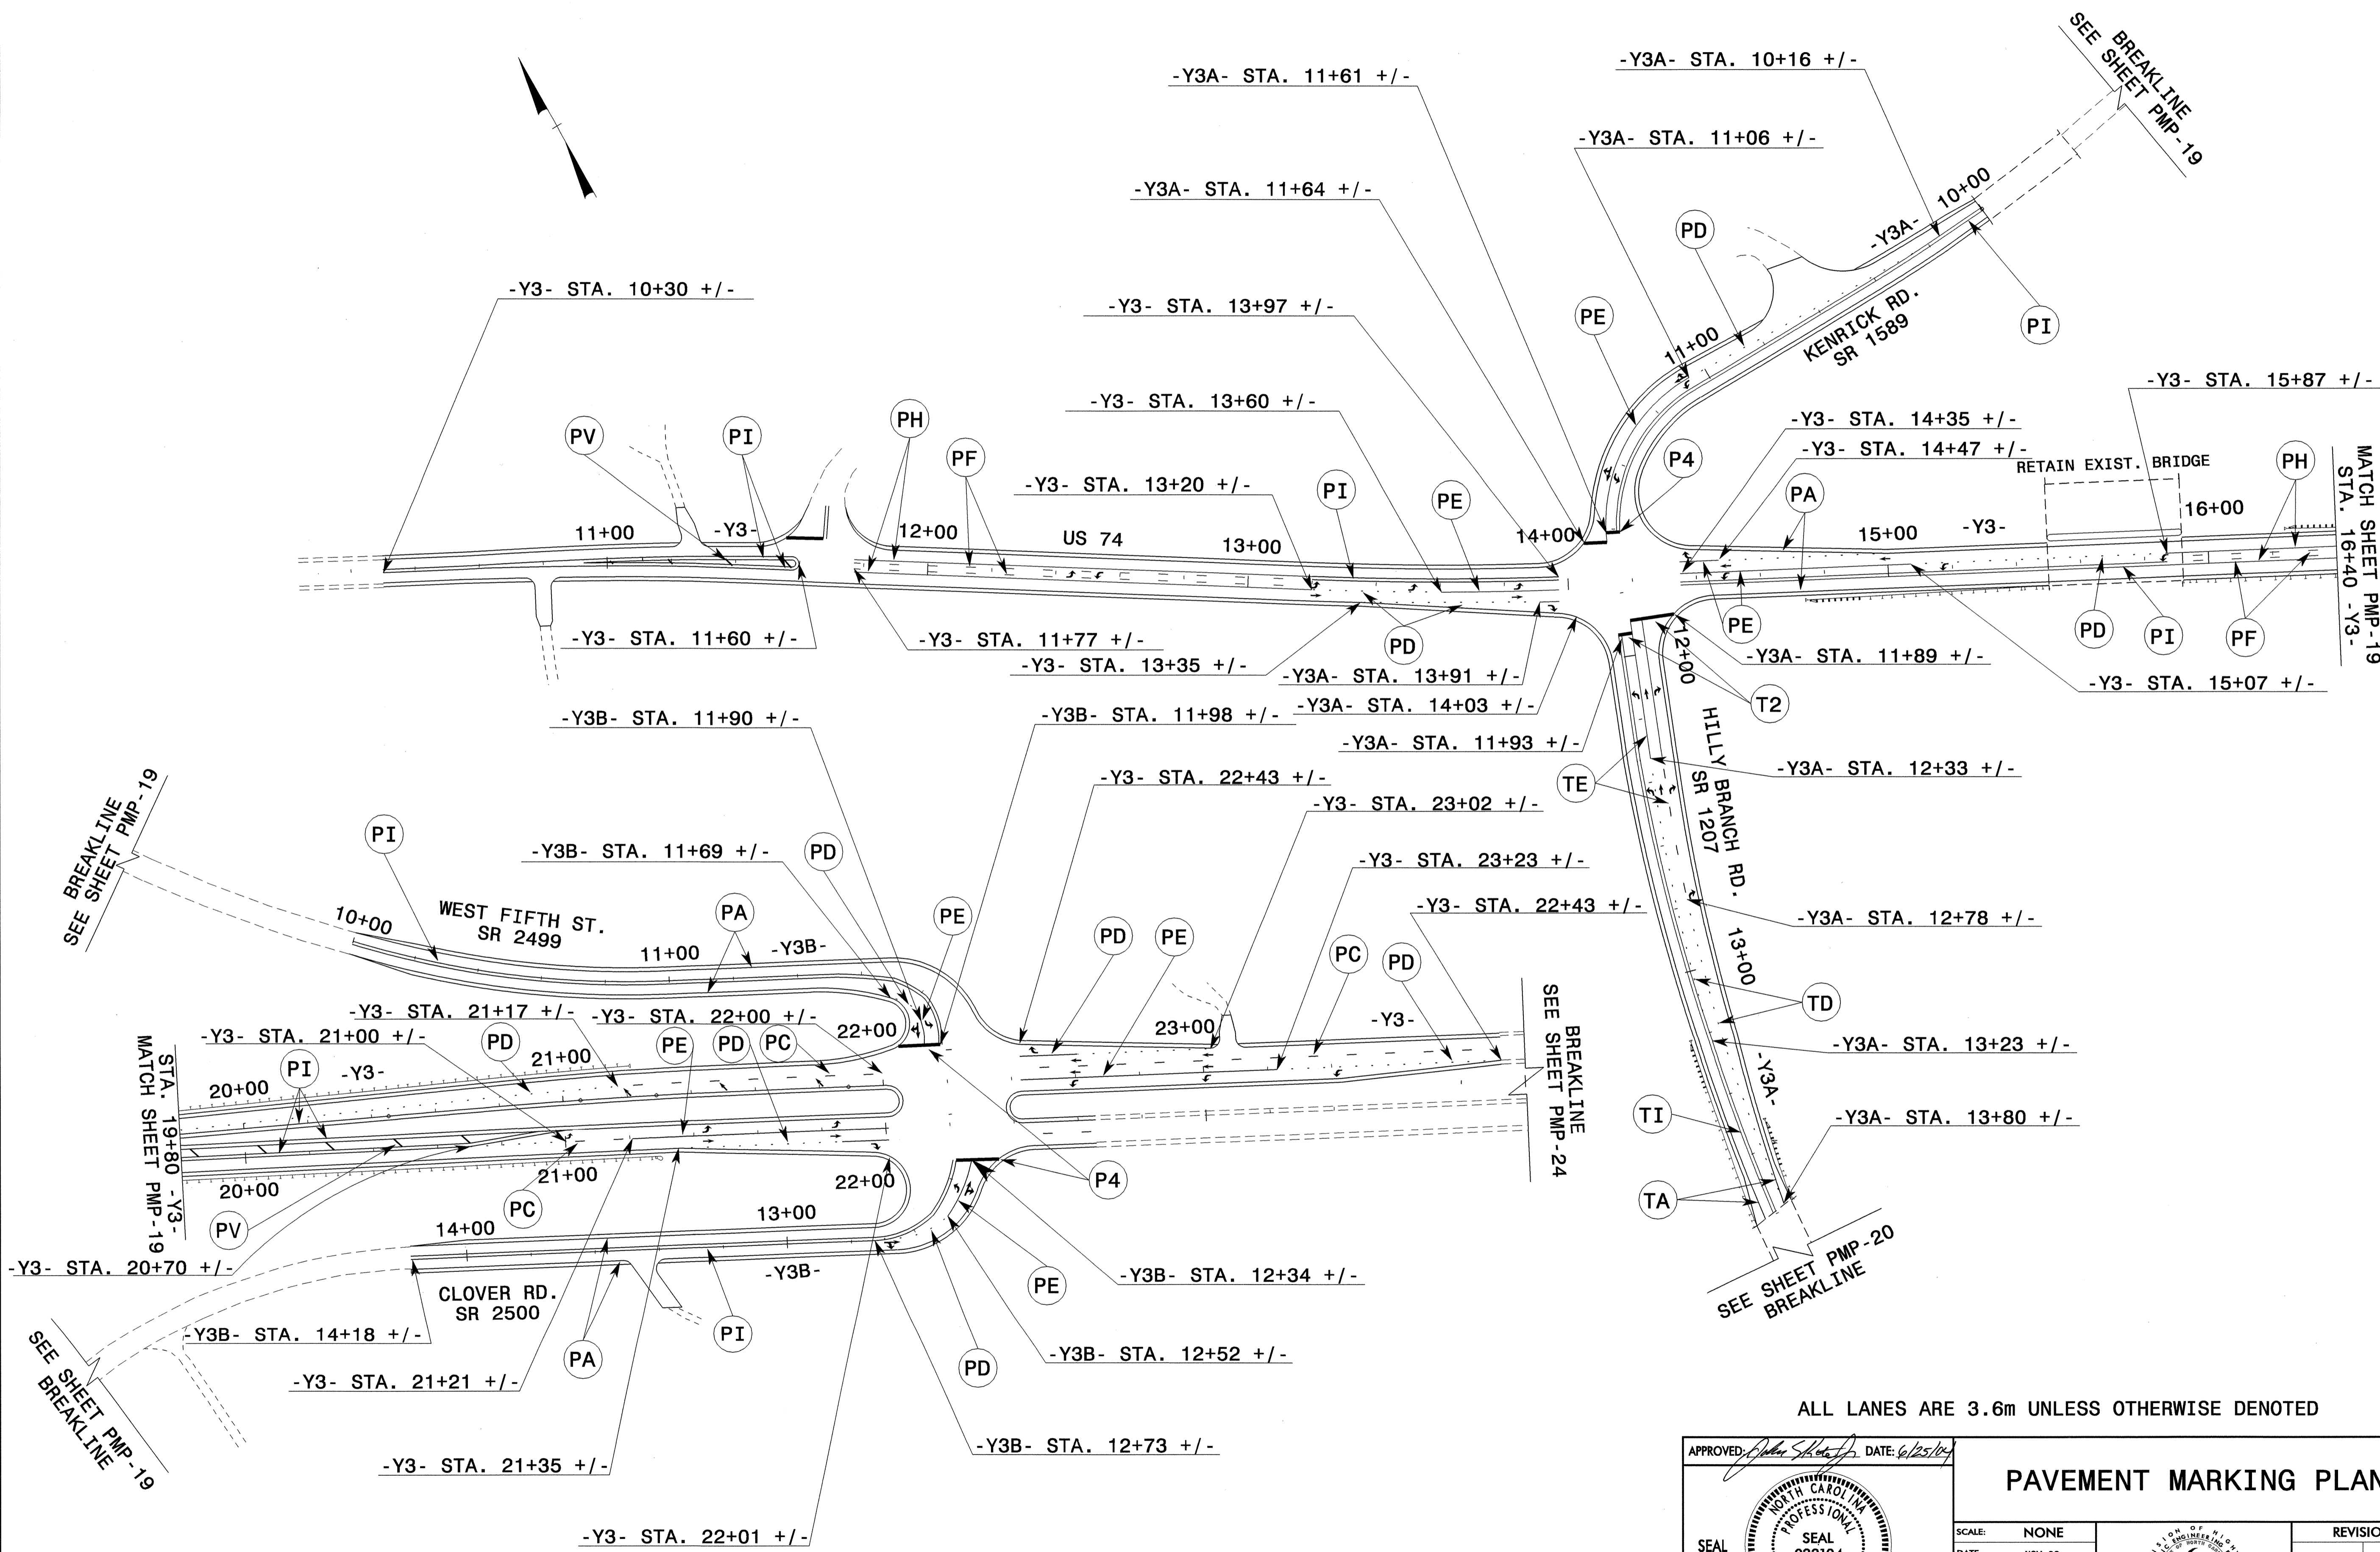 BREAKLINE
SEE SHEET PMP-19
-Y3A- STA. 10+16 +/-
-Y3A- STA. 11+61 +/-
-Y3A- STA. 11+06 +/-
-Y3A- STA. 11+64 +/-
10+00
-Y3A-
PD
-Y3- STA. 10+30 +/-
-Y3- STA. 13+97 +/-
PE
11+00
KENRICK RD.
SR 1589
PI
-Y3- STA. 15+87 +/-
-Y3- STA. 13+60 +/-
-Y3- STA. 14+35 +/-
-Y3- STA. 14+47 +/-
PV
PI
PH
PF
-Y3- STA. 13+20 +/-
PI
PE
P4
PA
RETAIN EXIST. BRIDGE
PH
MATCH SHEET PMP-19
STA. 16+40 -Y3-
11+00
-Y3-
12+00
US 74
13+00
14+00
15+00
-Y3-
16+00
-Y3- STA. 11+60 +/-
-Y3- STA. 11+77 +/-
-Y3- STA. 13+35 +/-
PD
-Y3A- STA. 13+91 +/-
-Y3A- STA. 14+03 +/-
PE
12+00
-Y3A- STA. 11+89 +/-
PD
PI
PF
-Y3- STA. 15+07 +/-
T2
-Y3B- STA. 11+90 +/-
-Y3B- STA. 11+98 +/-
-Y3A- STA. 11+93 +/-
HILLY BRANCH RD.
SR 1207
-Y3A- STA. 12+33 +/-
TE
-Y3- STA. 22+43 +/-
-Y3- STA. 23+02 +/-
BREAKLINE
SEE SHEET PMP-19
PI
-Y3B- STA. 11+69 +/-
PD
-Y3- STA. 23+23 +/-
-Y3- STA. 22+43 +/-
-Y3A- STA. 12+78 +/-
10+00
WEST FIFTH ST.
SR 2499
PA
PE
PD
PE
PC
PD
13+00
11+00
-Y3B-
TD
-Y3- STA. 21+17 +/-
-Y3- STA. 22+00 +/-
22+00
23+00
-Y3-
BREAKLINE
SEE SHEET PMP-24
-Y3- STA. 21+00 +/-
PD
21+00
PE
PD
PC
-Y3A- STA. 13+23 +/-
STA. 19+80 -Y3-
MATCH SHEET PMP-19
PI
-Y3-
20+00
-Y3A-
TI
-Y3A- STA. 13+80 +/-
TA
20+00
21+00
22+00
P4
PV
PC
14+00
13+00
-Y3- STA. 20+70 +/-
-Y3B-
CLOVER RD.
SR 2500
PE
-Y3B- STA. 12+34 +/-
SEE SHEET PMP-20
BREAKLINE
-Y3B- STA. 14+18 +/-
PI
PA
PD
-Y3B- STA. 12+52 +/-
SEE SHEET PMP-19
BREAKLINE
-Y3- STA. 21+21 +/-
-Y3B- STA. 12+73 +/-
-Y3- STA. 21+35 +/-
-Y3- STA. 22+01 +/-
ALL LANES ARE 3.6m UNLESS OTHERWISE DENOTED
APPROVED: DATE: 6/25/04
PAVEMENT MARKING PLAN
NORTH CAROLINA
PROFESSIONAL
SEAL
SEAL
SCALE: NONE